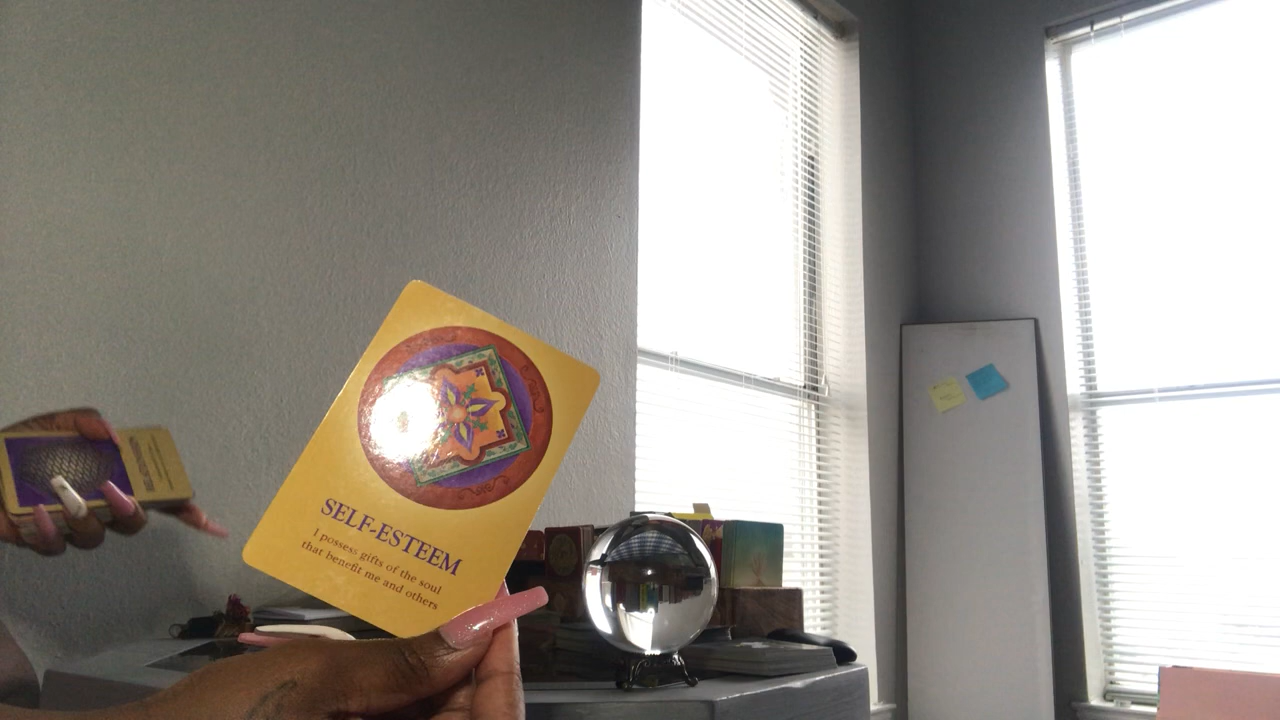 SELF-ESTEEM
I possess gifts of the soul
that benefit me and others